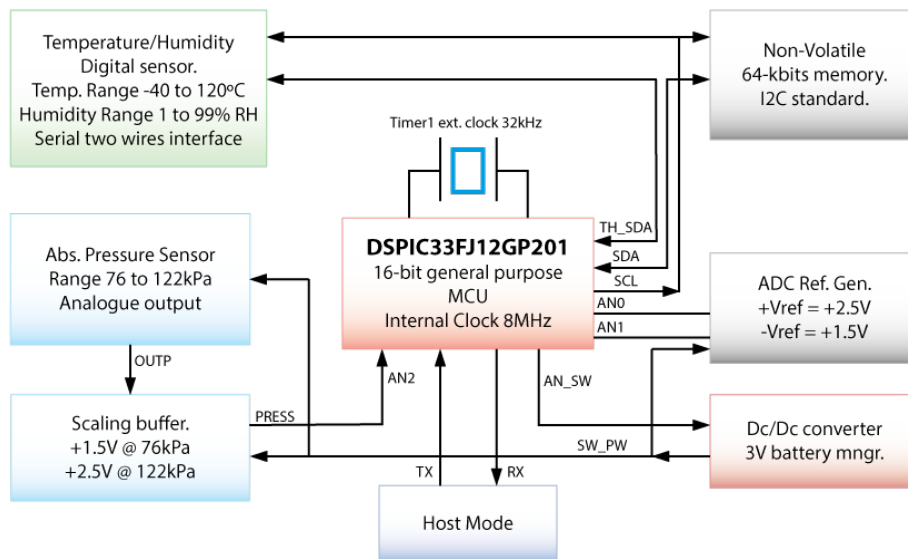 Temperature/Humidity
Digital sensor.
Temp. Range -40 to 120ºC
Humidity Range 1 to 99% RH
Serial two wires interface
Non-Volatile
64-kbits memory.
I2C standard.
Timer1 ext. clock 32kHz
DSPIC33FJ12GP201
16-bit general purpose
MCU
Internal Clock 8MHz
TH_SDA
SDA
SCL
AN0
AN1
Abs. Pressure Sensor
Range 76 to 122kPa
Analogue output
ADC Ref. Gen.
+Vref = +2.5V
-Vref = +1.5V
OUTP
AN2
AN_SW
Scaling buffer.
+1.5V @ 76kPa
+2.5V @ 122kPa
PRESS
SW_PW
Dc/Dc converter
3V battery mngr.
TX
RX
Host Mode